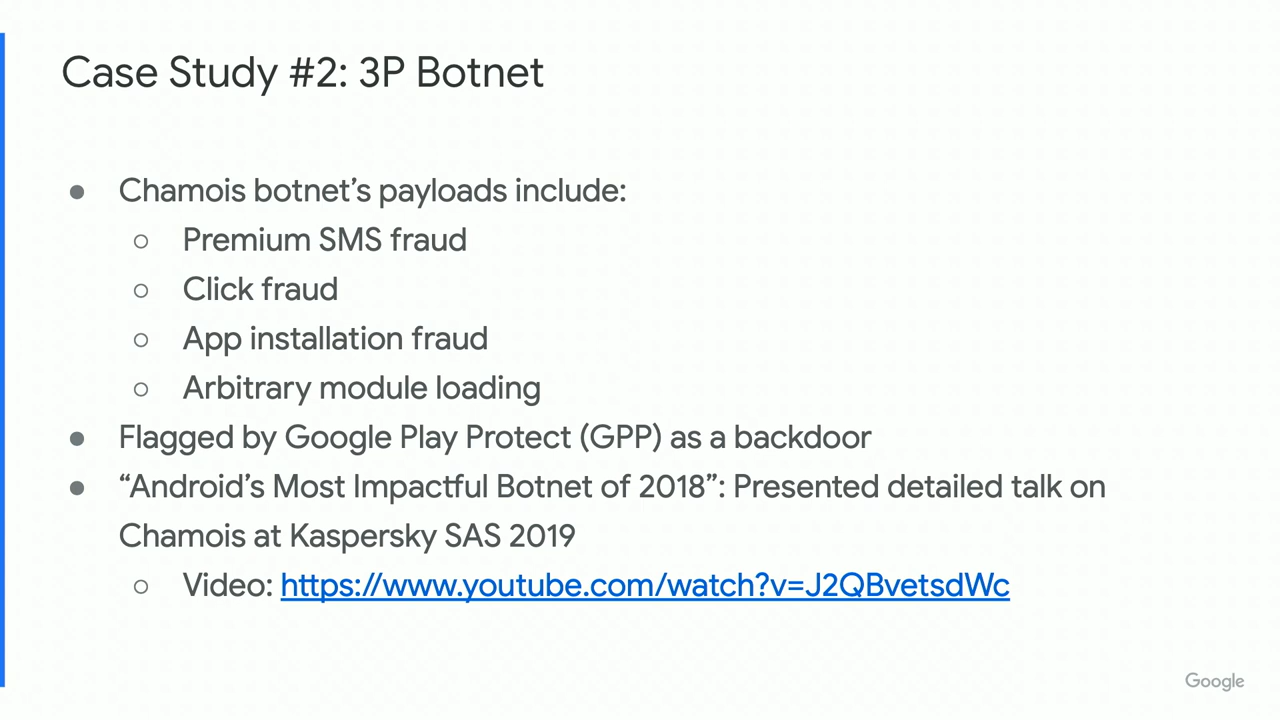 Case Study #2: 3P Botnet
● Chamois botnet’s payloads include:
○ Premium SMS fraud
○ Click fraud
○ App installation fraud
○ Arbitrary module loading
● Flagged by Google Play Protect (GPP) as a backdoor
● “Android’s Most Impactful Botnet of 2018”: Presented detailed talk on
Chamois at Kaspersky SAS 2019
○ Video: https://www.youtube.com/watch?v=J2QBvetsdWc
Google